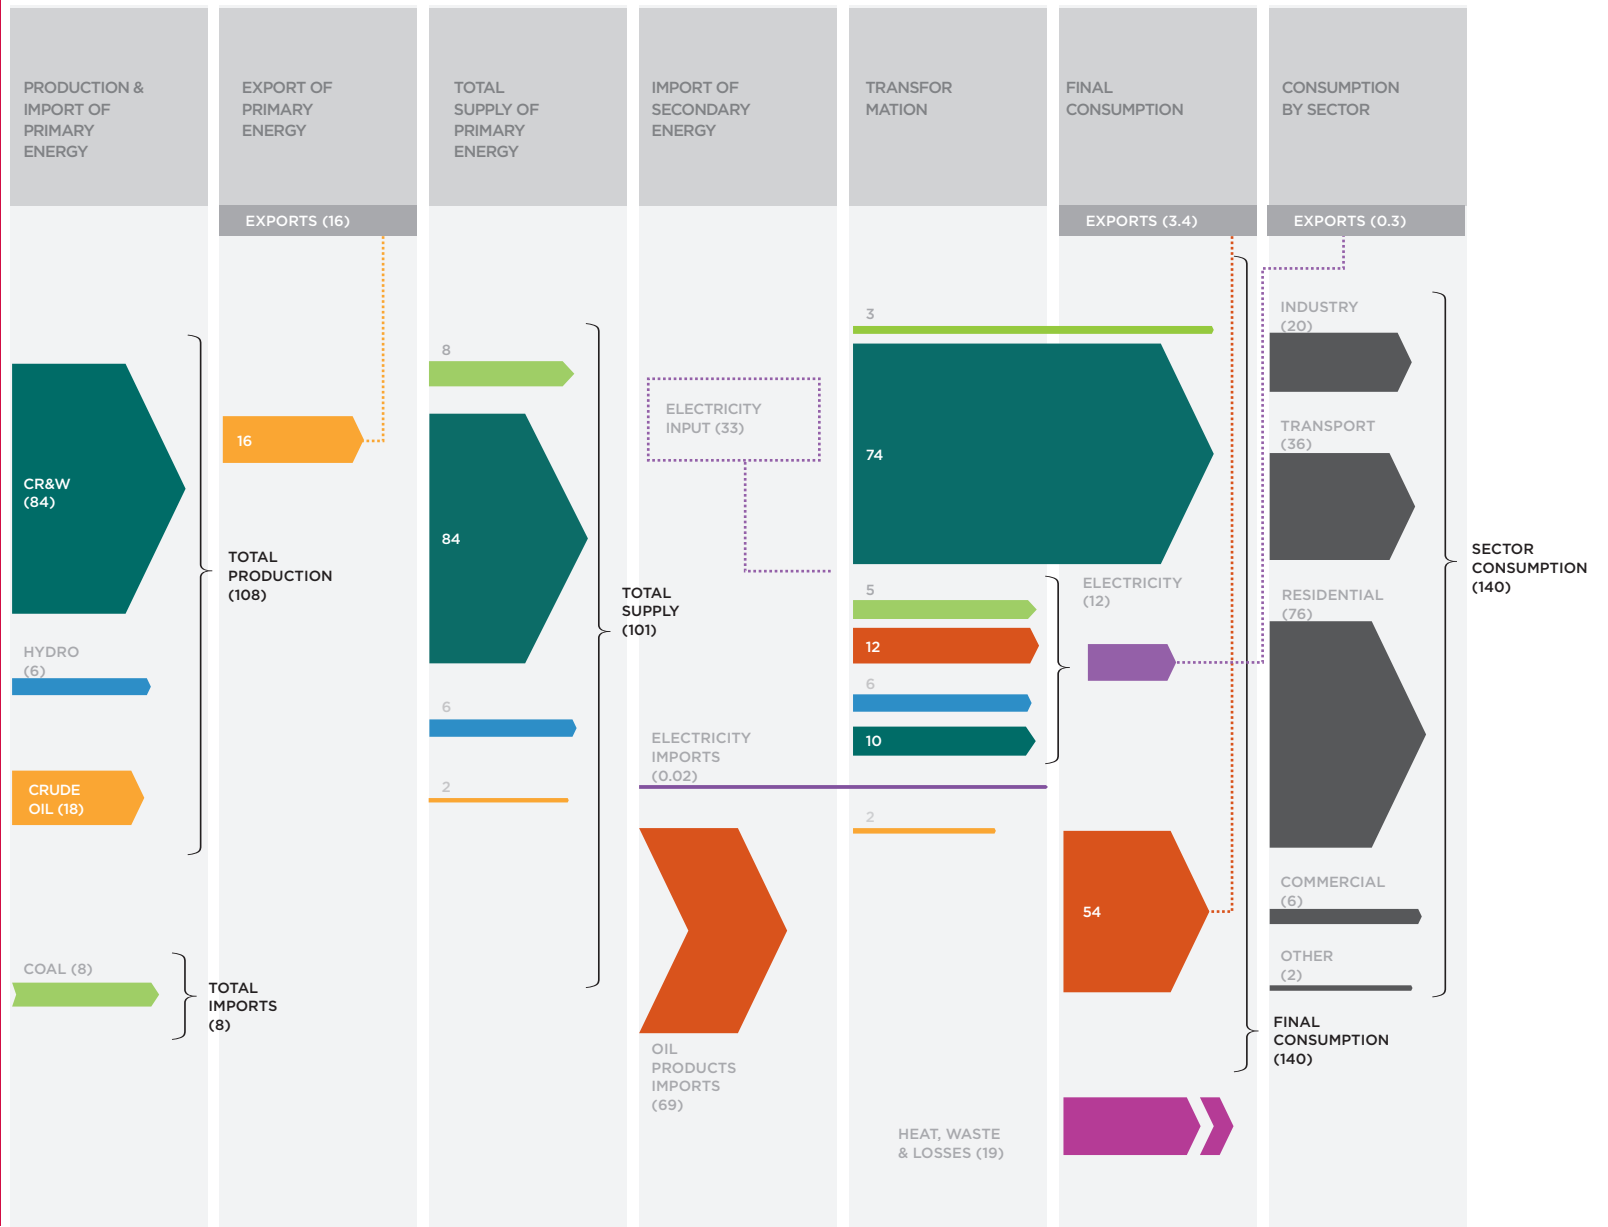 PRODUCTION &
IMPORT OF
PRIMARY
ENERGY
EXPORT OF
PRIMARY
ENERGY
TOTAL
SUPPLY OF
PRIMARY
ENERGY
IMPORT OF
SECONDARY
ENERGY
TRANSFOR
MATION
FINAL
CONSUMPTION
CONSUMPTION
BY SECTOR
EXPORTS (16)
EXPORTS (3.4)
EXPORTS (0.3)
CR&W
(84)
HYDRO
(6)
CRUDE
OIL (18)
TOTAL
PRODUCTION
(108)
COAL (8)
TOTAL
IMPORTS
(8)
16
8
84
6
2
TOTAL
SUPPLY
(101)
ELECTRICITY
INPUT (33)
ELECTRICITY
IMPORTS
(0.02)
OIL
PRODUCTS
IMPORTS
(69)
3
74
5
12
6
10
2
HEAT, WASTE
& LOSSES (19)
ELECTRICITY
(12)
54
FINAL
CONSUMPTION
(140)
INDUSTRY
(20)
TRANSPORT
(36)
RESIDENTIAL
(76)
COMMERCIAL
(6)
OTHER
(2)
SECTOR
CONSUMPTION
(140)